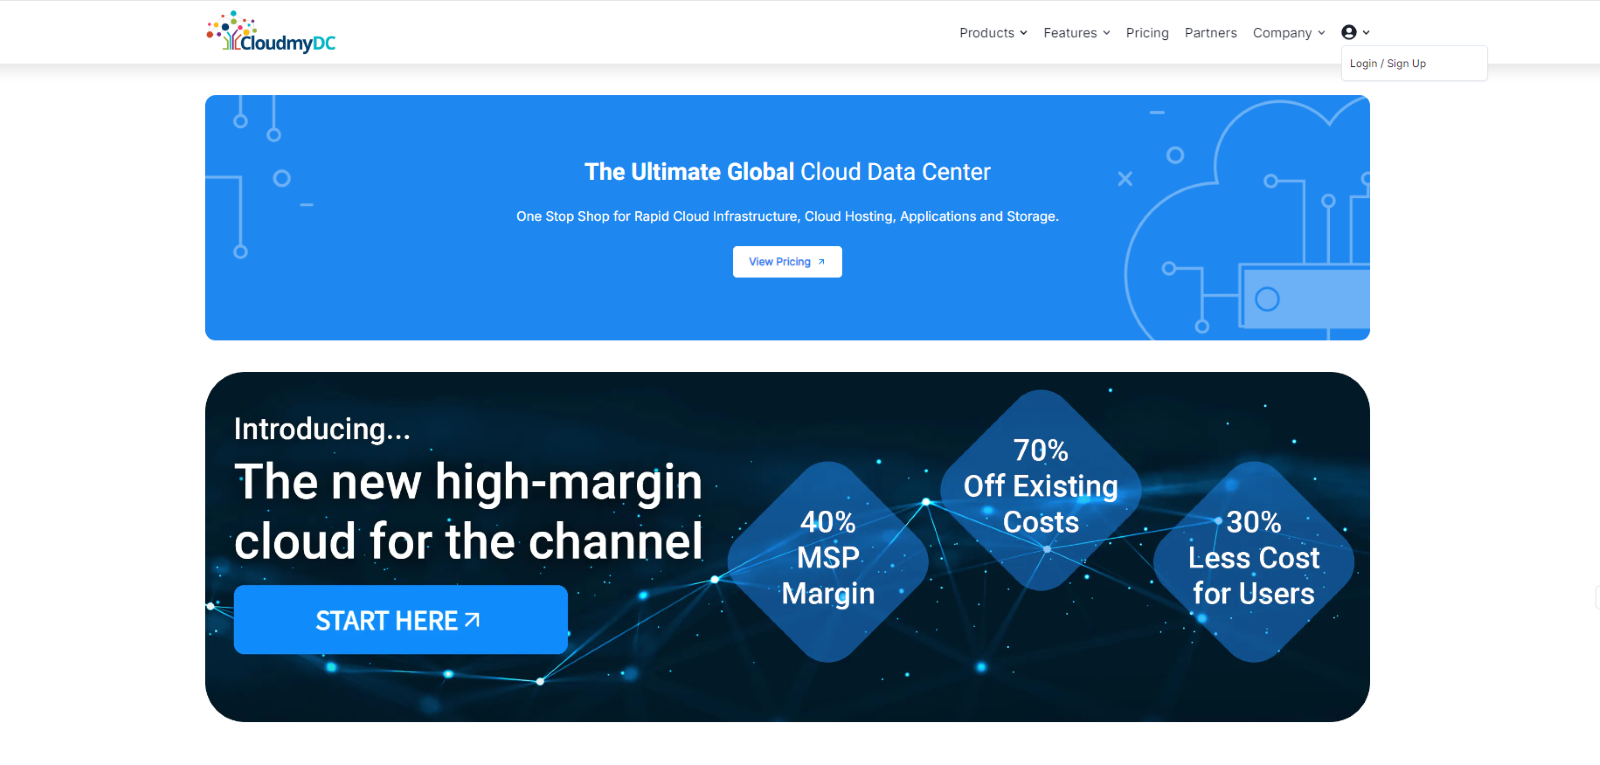 CloudmyDC
Products
Features
Pricing
Partners
Company
Login / Sign Up
The Ultimate Global Cloud Data Center
One Stop Shop for Rapid Cloud Infrastructure, Cloud Hosting, Applications and Storage.
View Pricing
Introducing...
The new high-margin
cloud for the channel
START HERE
40%
MSP
Margin
70%
Off Existing
Costs
30%
Less Cost
for Users